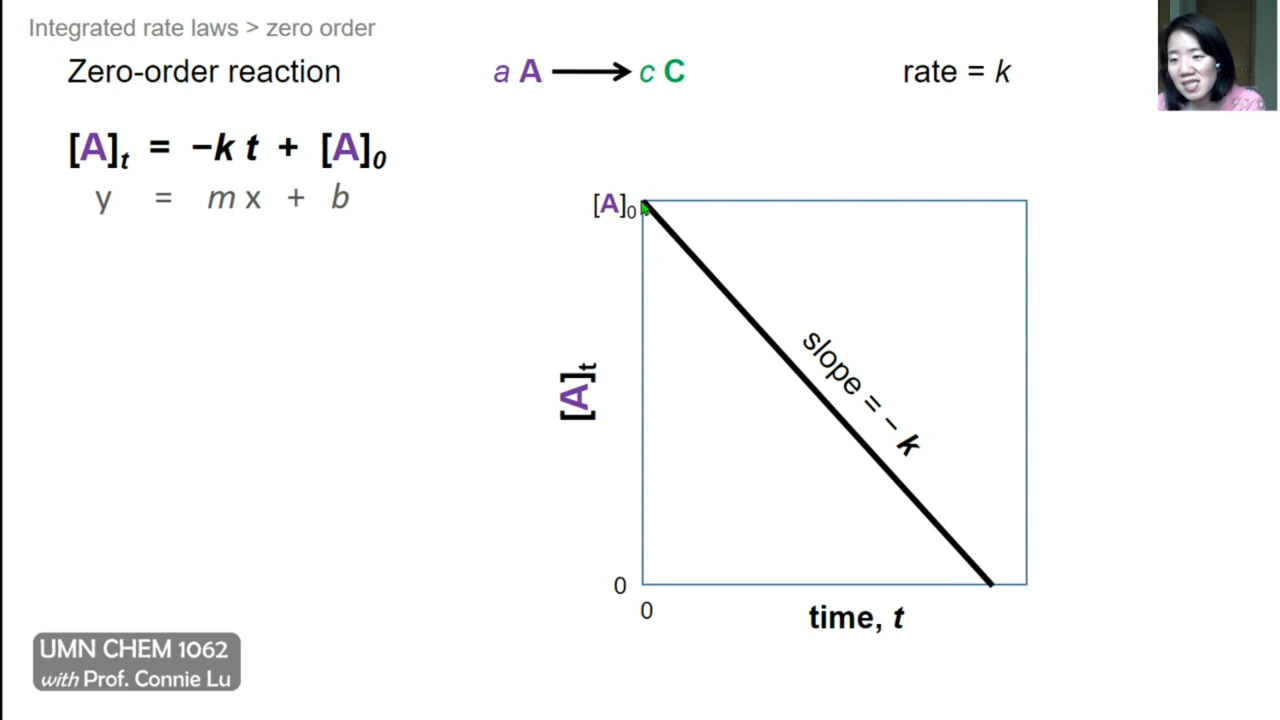 Integrated rate laws > zero order
Zero-order reaction
a A ⟶ c C
rate = k
[A]t = −k t + [A]0
y = m x + b
[A]0
[A]t
slope = − k
0
0
time, t
UMN CHEM 1062
with Prof. Connie Lu